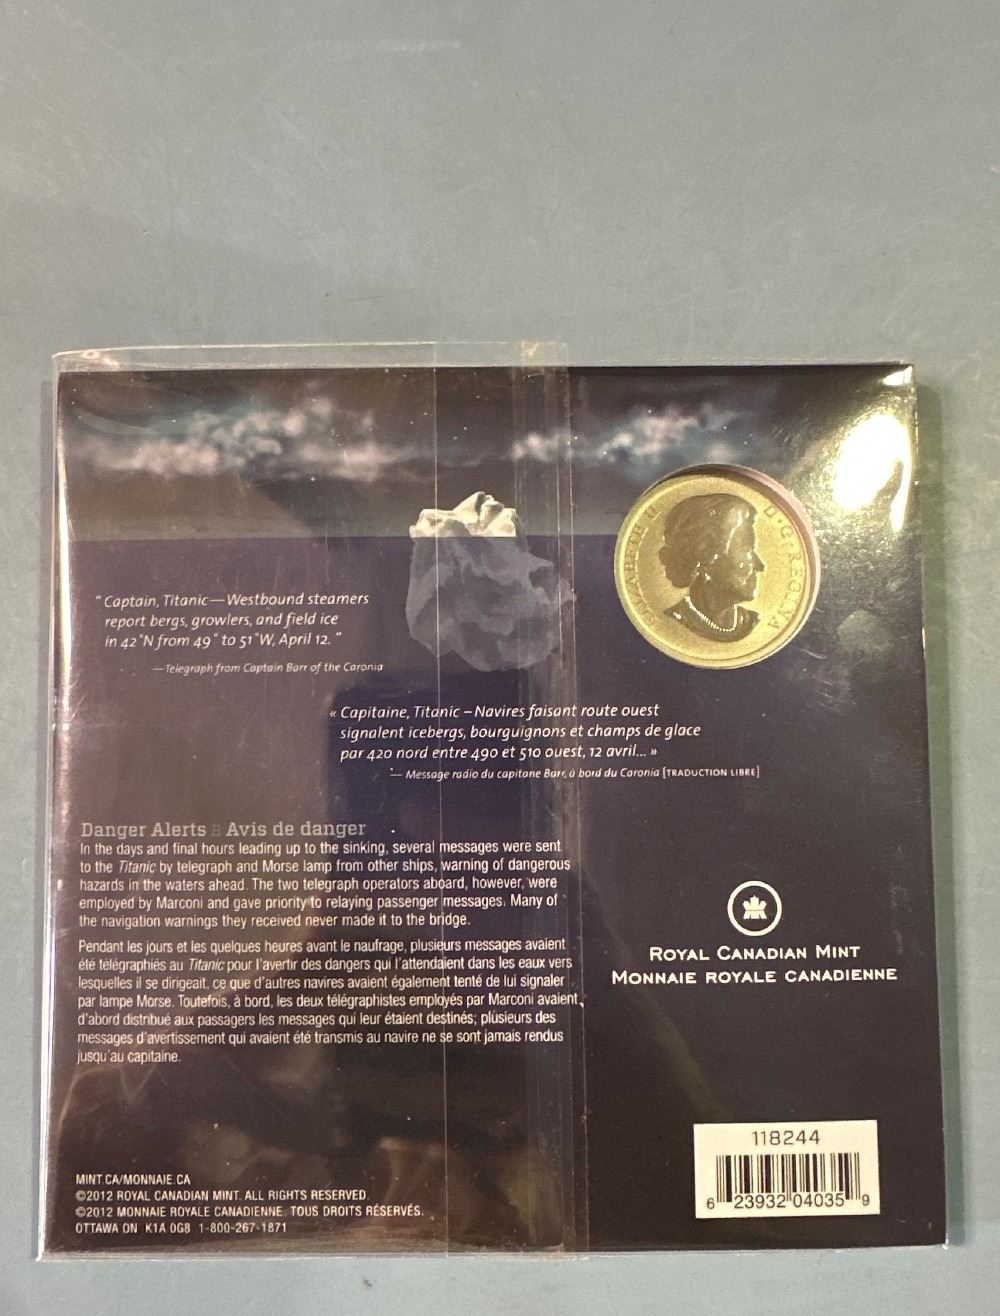 ELIZABETH II
D·G·REGINA
“Captain, Titanic—Westbound steamers
report bergs, growlers, and field ice
in 42˚N from 49˚ to 51˚W, April 12.”
—Telegraph from Captain Barr of the Caronia
« Capitaine, Titanic – Navires faisant route ouest
signalent icebergs, bourguignons et champs de glace
par 420 nord entre 490 et 510 ouest, 12 avril... »
— Message radio du capitane Barr, à bord du Caronia [TRADUCTION LIBRE]
Danger Alerts :: Avis de danger
In the days and final hours leading up to the sinking, several messages were sent
to the Titanic by telegraph and Morse lamp from other ships, warning of dangerous
hazards in the waters ahead. The two telegraph operators aboard, however, were
employed by Marconi and gave priority to relaying passenger messages. Many of
the navigation warnings they received never made it to the bridge.
Pendant les jours et les quelques heures avant le naufrage, plusieurs messages avaient
été télégraphiés au Titanic pour l'avertir des dangers qui l'attendaient dans les eaux vers
lesquelles il se dirigeait, ce que d'autres navires avaient également tenté de lui signaler
par lampe Morse. Toutefois, à bord, les deux télégraphistes employés par Marconi avaient
d'abord distribué aux passagers les messages qui leur étaient destinés; plusieurs des
messages d'avertissement qui avaient été transmis au navire ne se sont jamais rendus
jusqu'au capitaine.
ROYAL CANADIAN MINT
MONNAIE ROYALE CANADIENNE
MINT.CA/MONNAIE.CA
©2012 ROYAL CANADIAN MINT. ALL RIGHTS RESERVED.
©2012 MONNAIE ROYALE CANADIENNE. TOUS DROITS RÉSERVÉS.
OTTAWA ON K1A 0G8 1-800-267-1871
118244
6 23932 04035 9